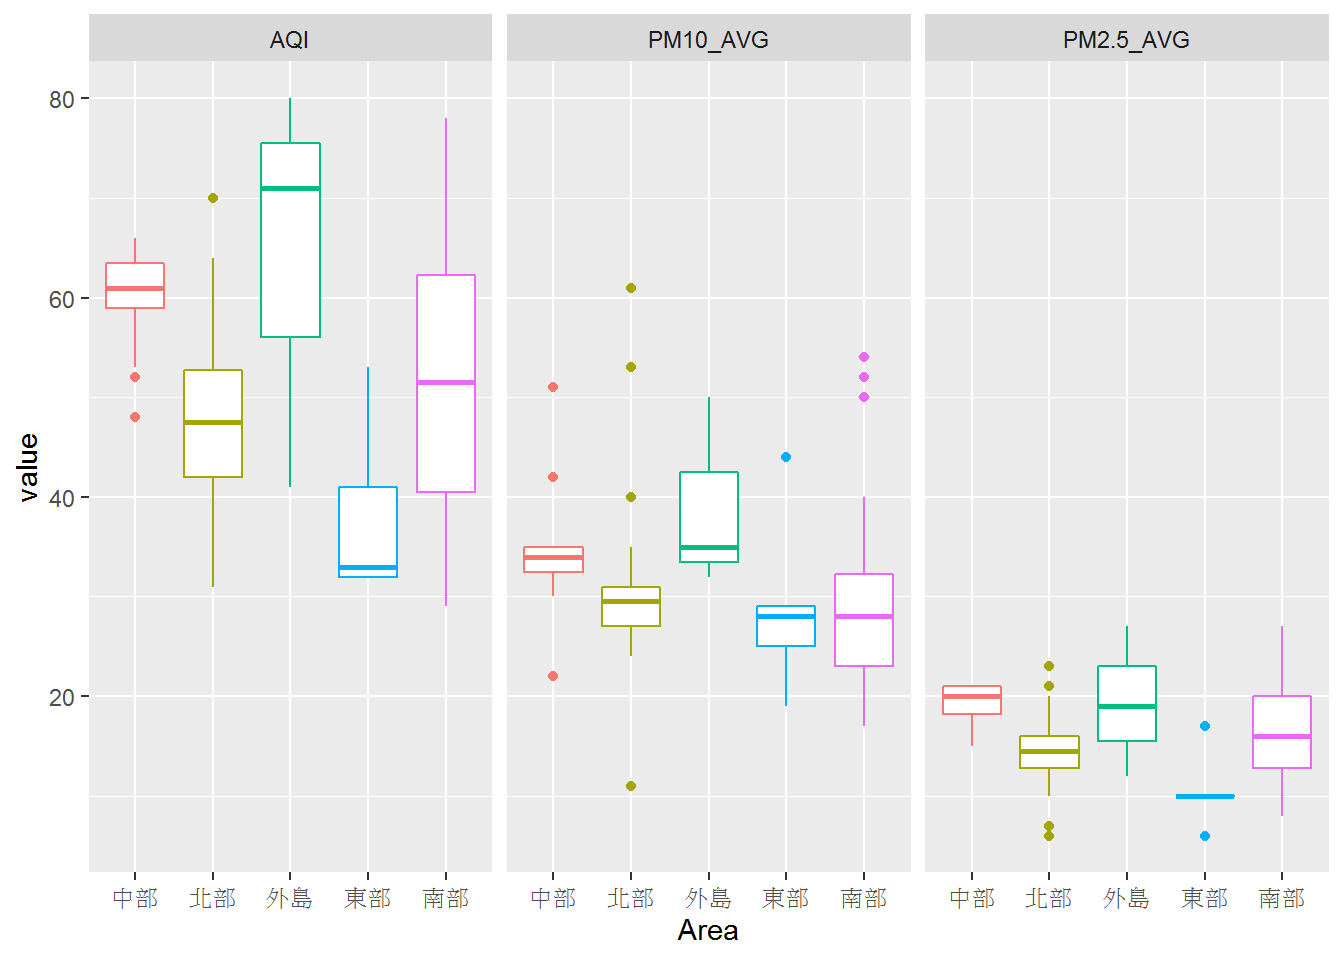 AQI PM10_AVG PM2.5_AVG
80
60
40
20
value
中部 北部 外島 東部 南部 中部 北部 外島 東部 南部 中部 北部 外島 東部 南部
Area